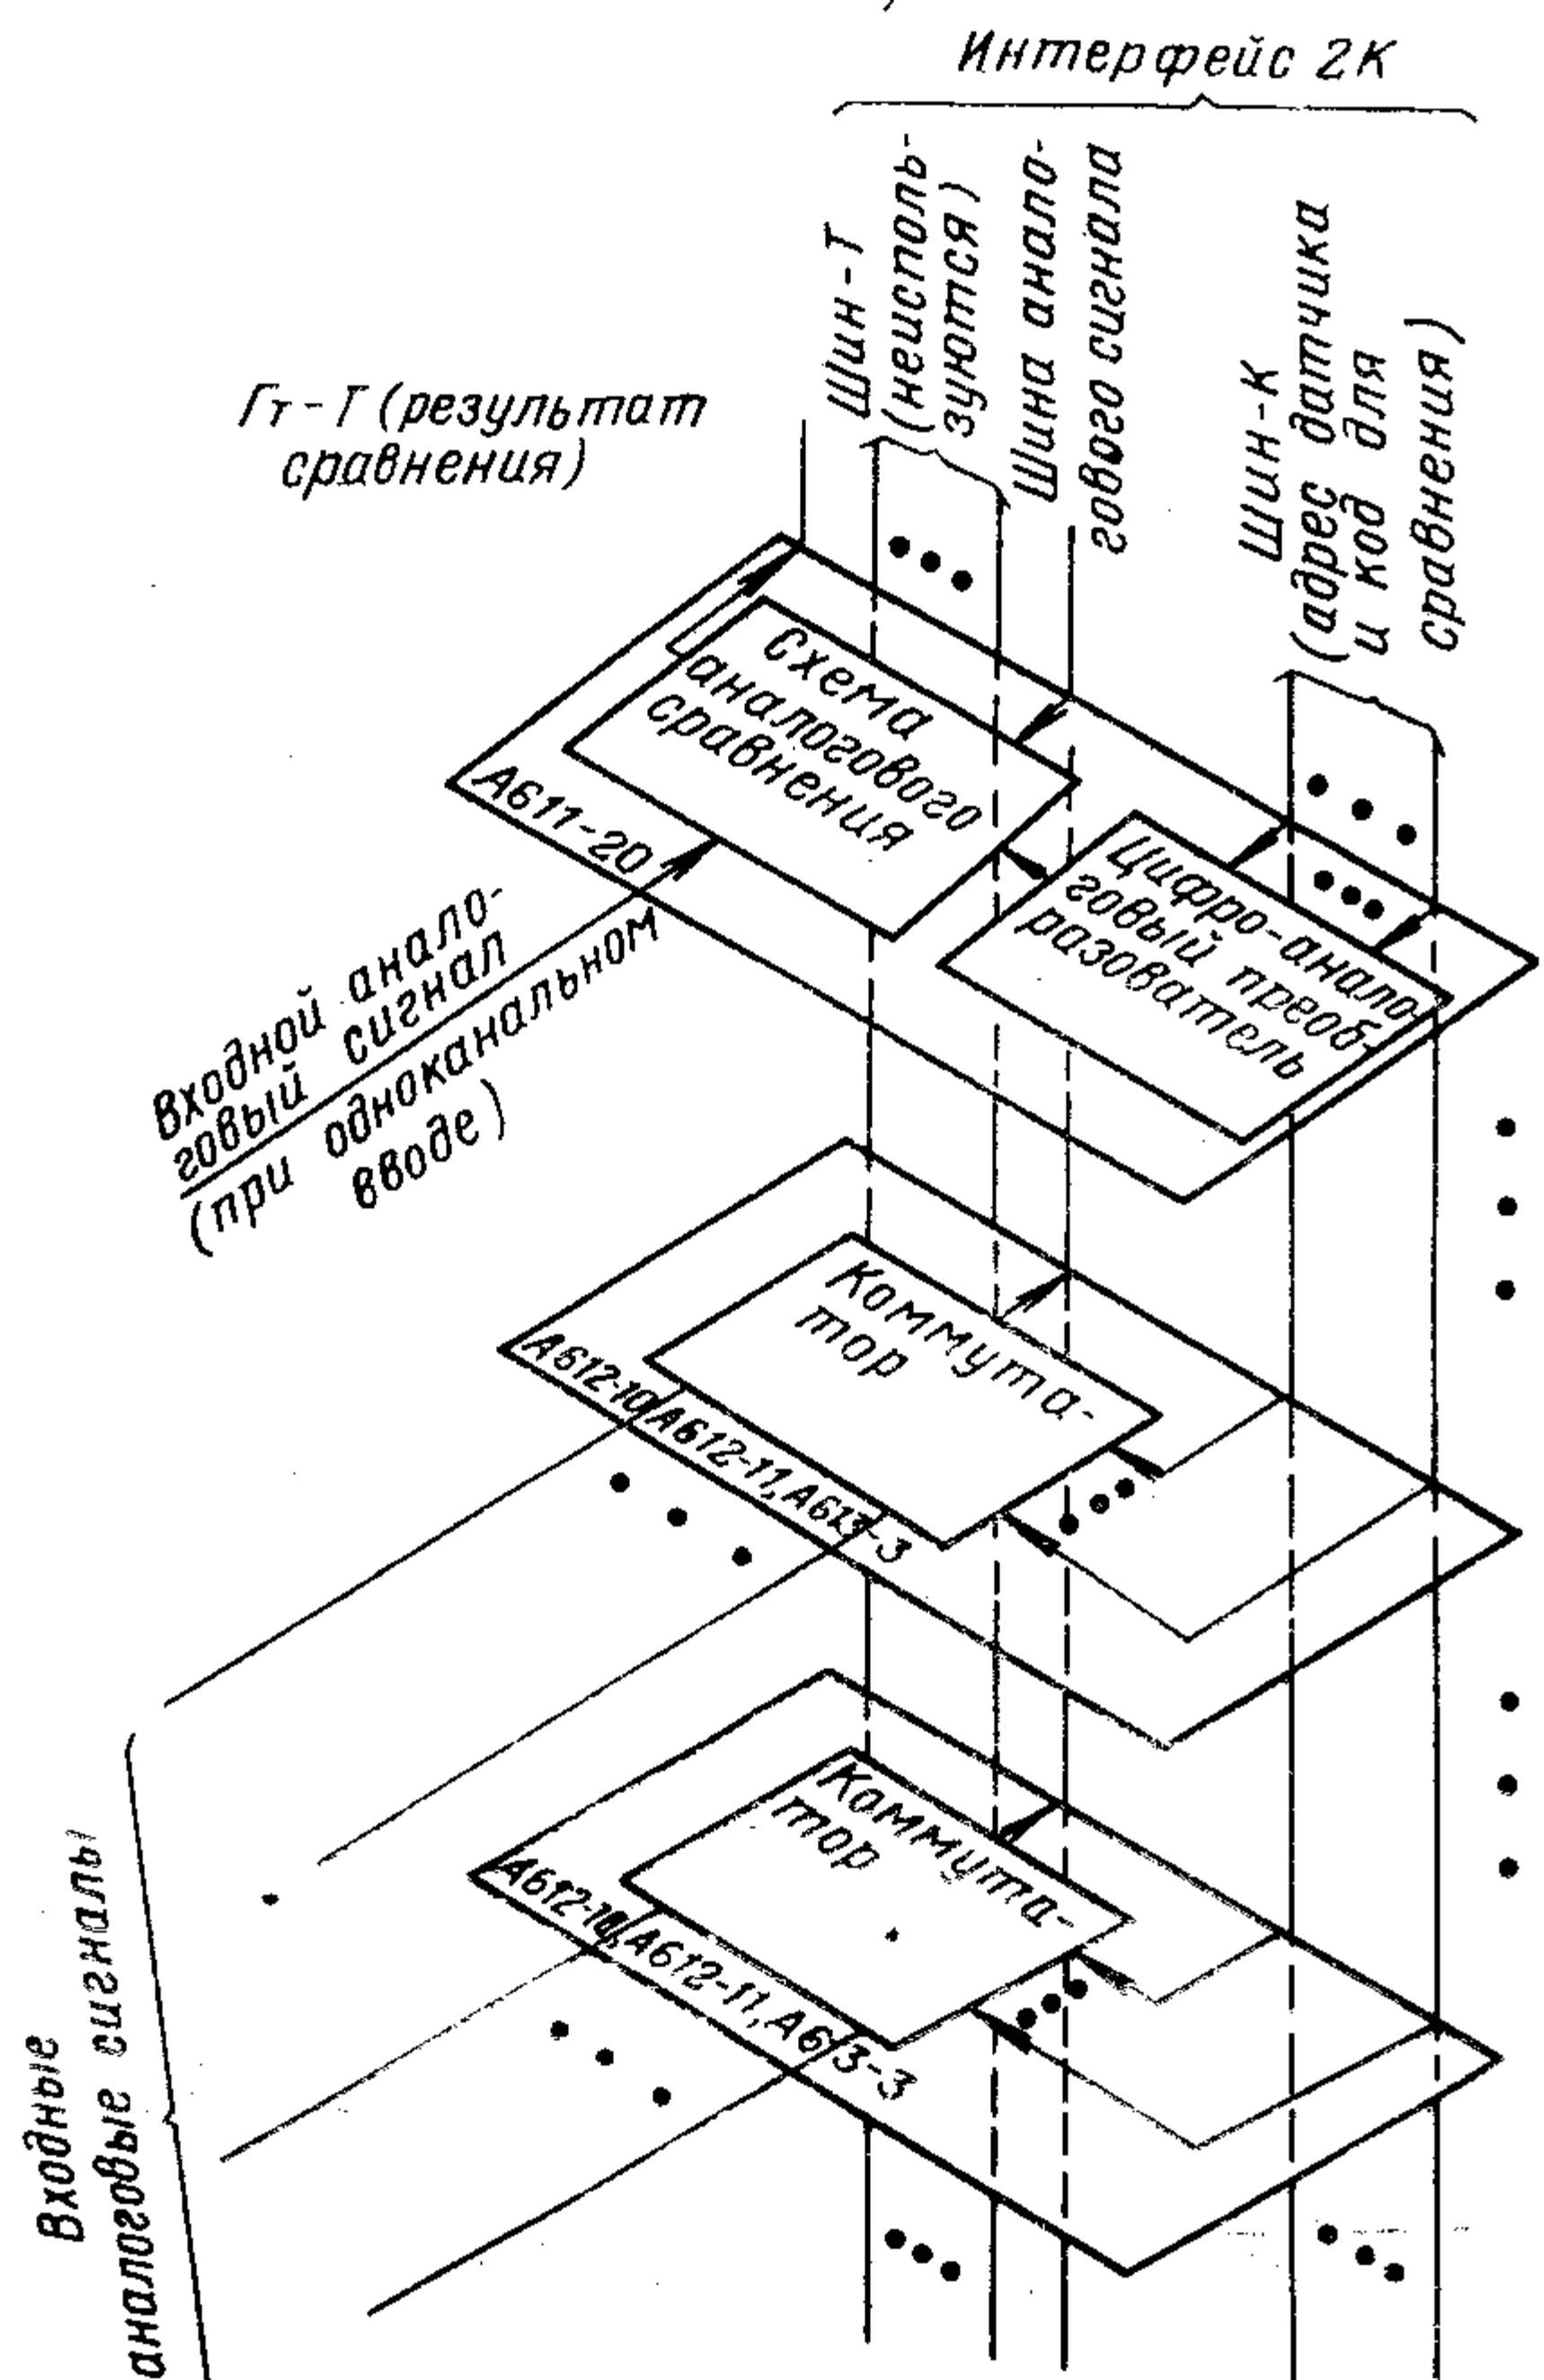 Интерфейс 2К
Шин-Т
(неисполь-
зуются)
Шина анало-
гового сигнала
Шин-К
(адрес датчика
и код для
сравнения)
Гт-Т (результат
сравнения)
схема
аналогового
сравнения
А611-20
Цифро-анало-
говый преоб-
разователь
Входной анало-
говый сигнал
(при одноканальном
вводе)
Коммута-
тор
А612-10, А612-11, А613-3
Коммута-
тор
А612-10, А612-11, А613-3
Входные
аналоговые сигналы